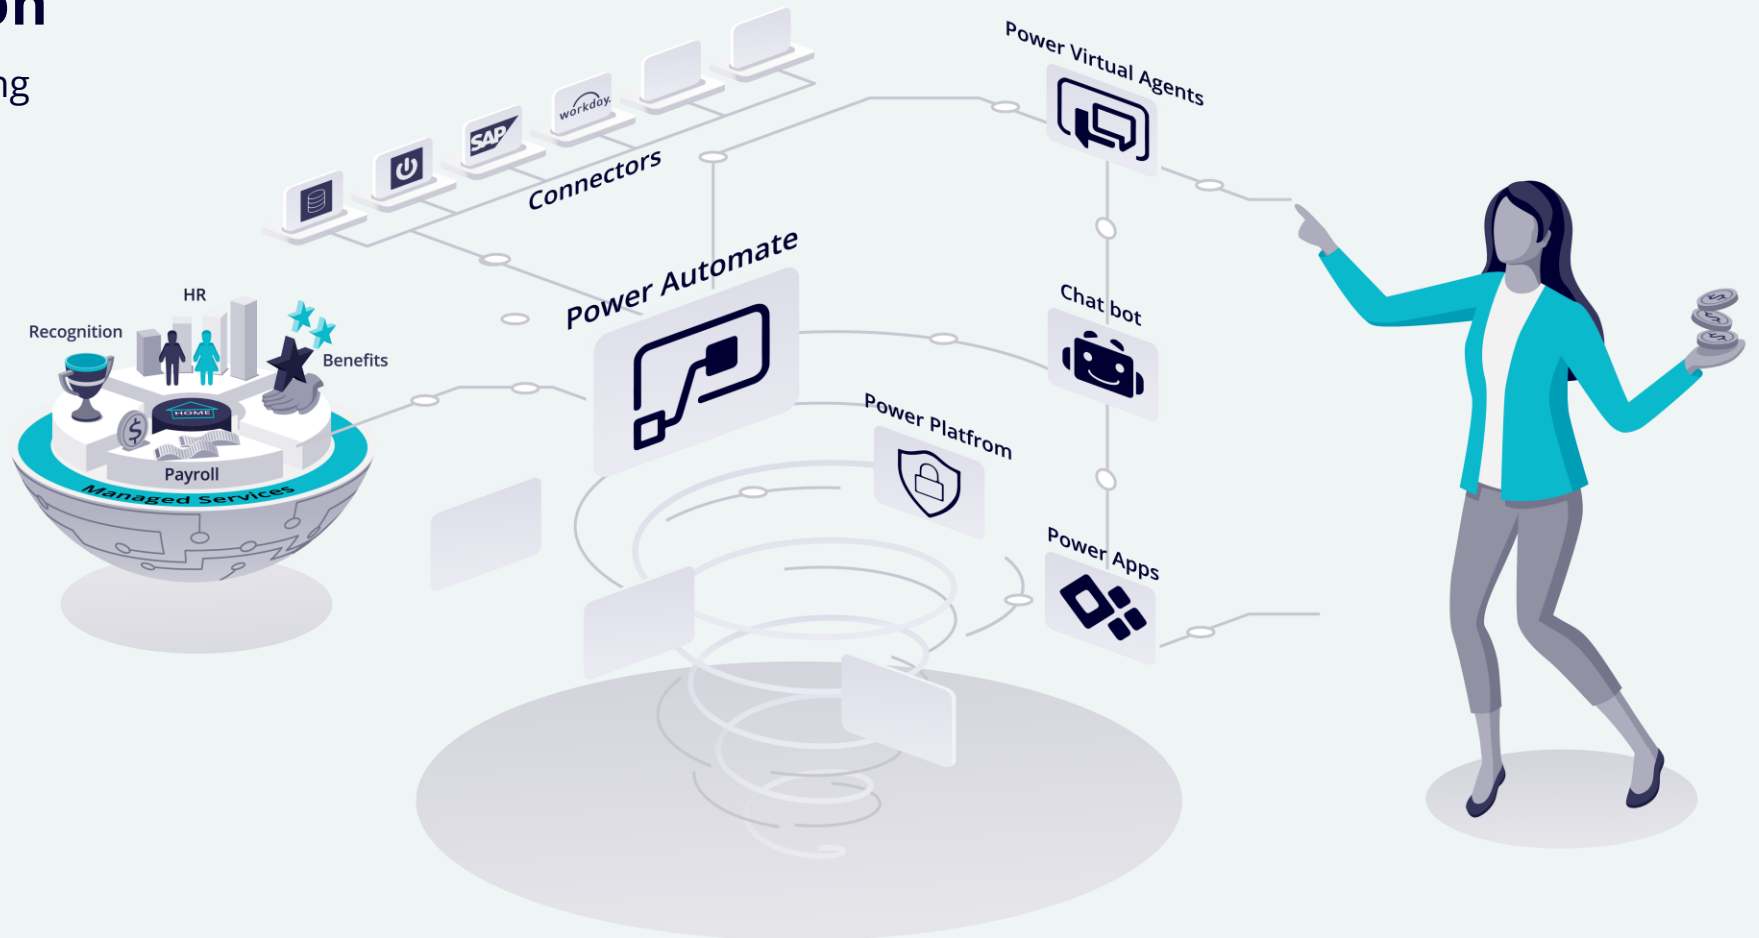 on
ng
Power Virtual Agents
workday.
SAP
Connectors
Power Automate
HR
Recognition
Benefits
Chat bot
HOME
$
Power Platfrom
Payroll
Managed Services
Power Apps